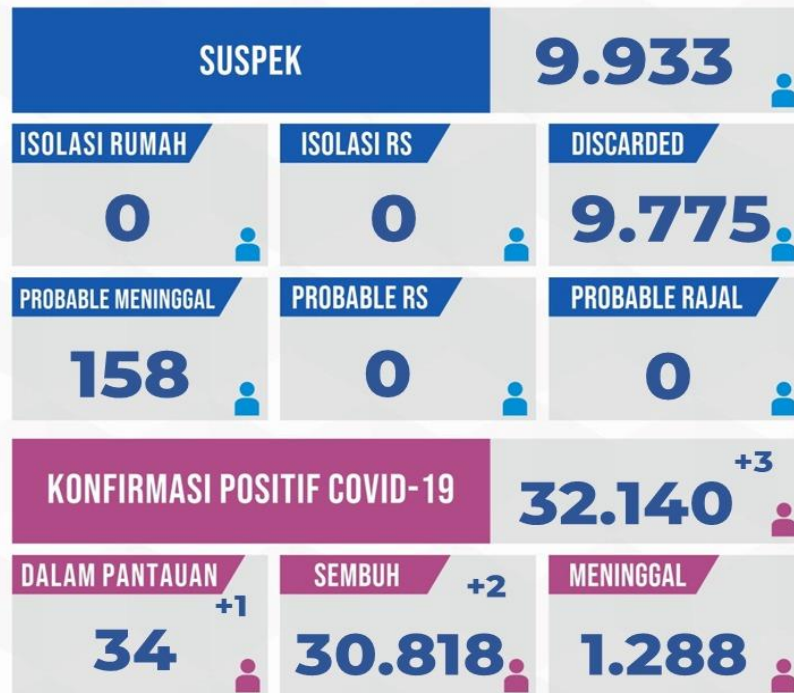 SUSPEK
9.933
ISOLASI RUMAH
0
ISOLASI RS
0
DISCARDED
9.775
PROBABLE MENINGGAL
158
PROBABLE RS
0
PROBABLE RAJAL
0
KONFIRMASI POSITIF COVID-19
32.140
+3
DALAM PANTAUAN
+1
34
SEMBUH
+2
30.818
MENINGGAL
1.288